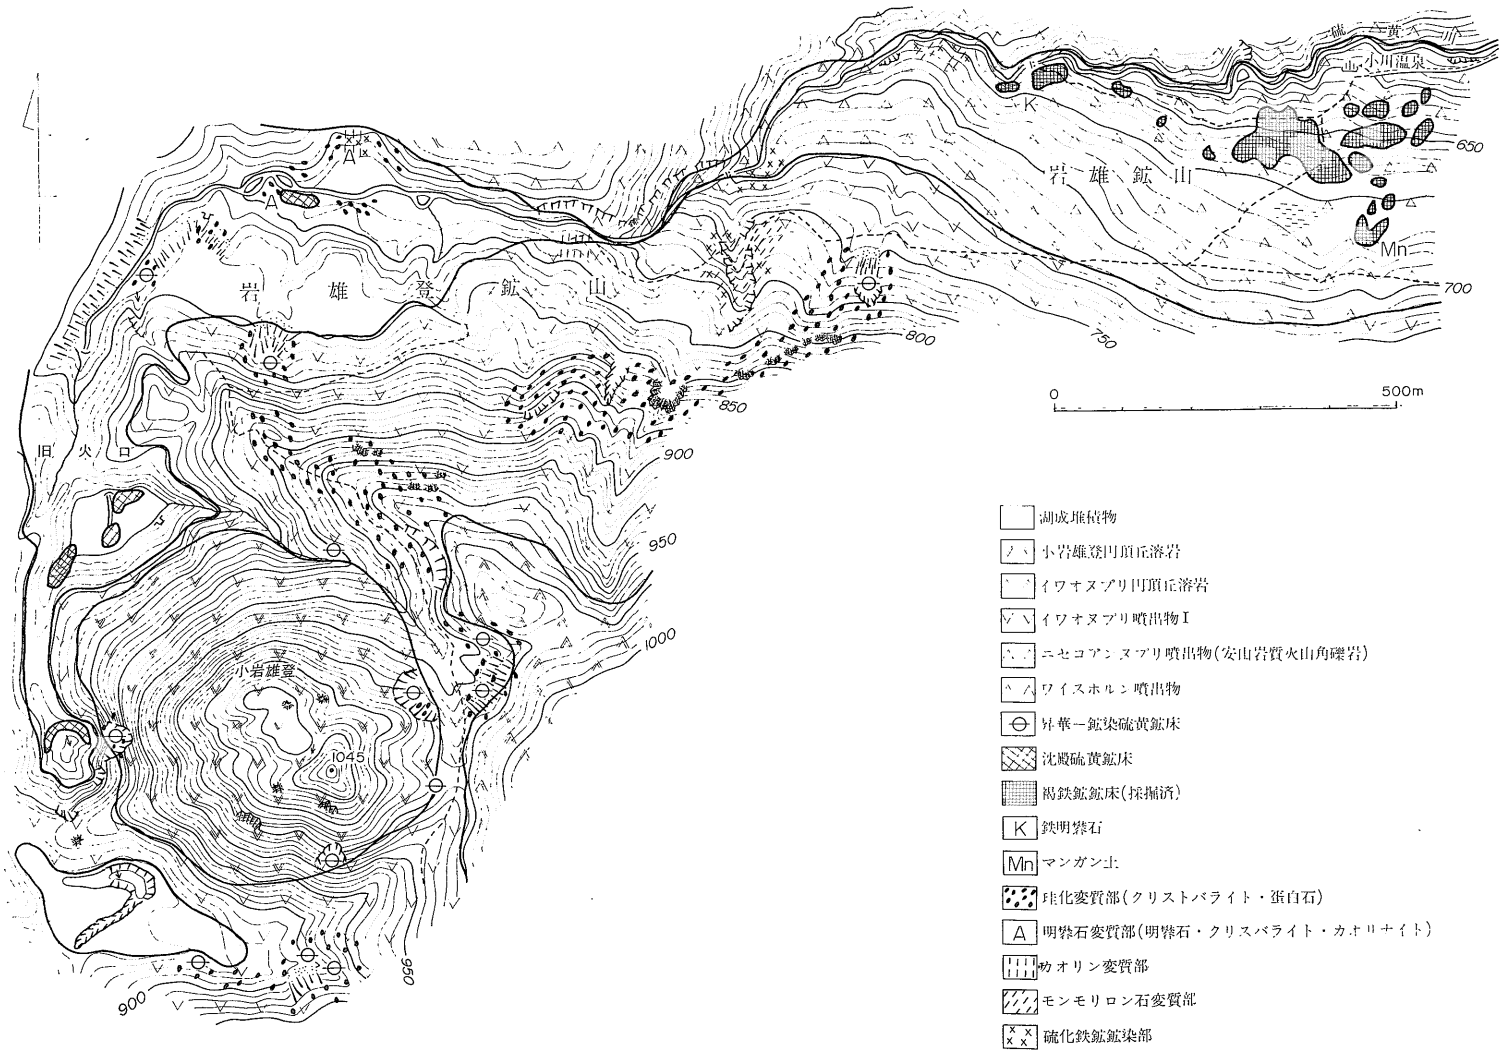 硫黄川
小川温泉
A
K
650
岩雄鉱山
A
Mn
岩雄登鉱山
700
800
750
0 500m
850
旧火口
900
950
1000
小岩雄登
1045
950
900
湖成堆積物
小岩雄登円頂丘溶岩
イワオヌプリ円頂丘溶岩
イワオヌプリ噴出物I
ニセコアンヌプリ噴出物(安山岩質火山角礫岩)
ワイスホルン噴出物
昇華−鉱染硫黄鉱床
沈澱硫黄鉱床
褐鉄鉱鉱床(採掘済)
K 鉄明礬石
Mn マンガン土
珪化変質部(クリストバライト・蛋白石)
A 明礬石変質部(明礬石・クリスバライト・カオリナイト)
カオリン変質部
モンモリロン石変質部
硫化鉄鉱鉱染部